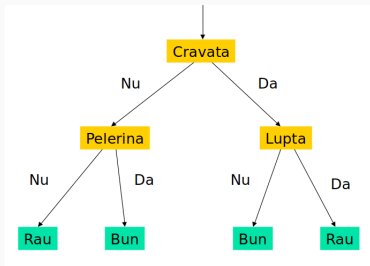 Cravata
Nu Da
Pelerina Lupta
Nu Da Nu Da
Rau Bun Bun Rau